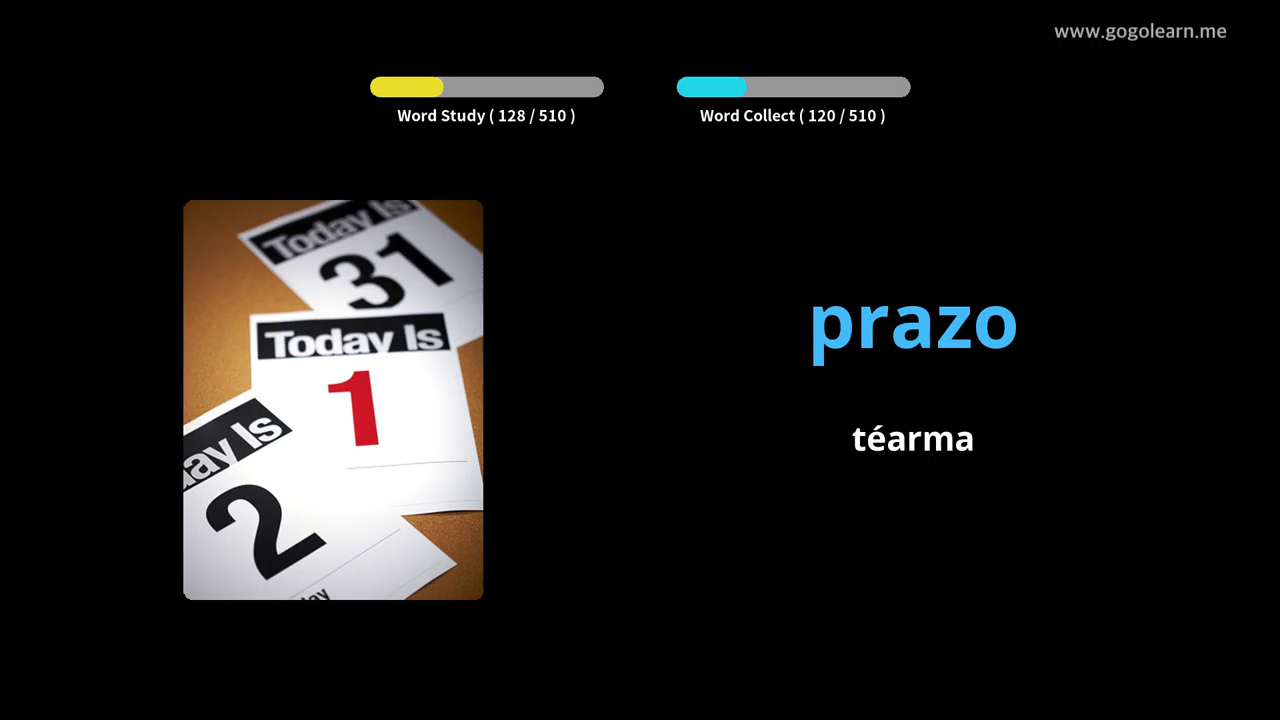 www.gogolearn.me
Word Study ( 128 / 510 )
Word Collect ( 120 / 510 )
Today Is
31
Today Is
1
ay Is
2
prazo
téarma